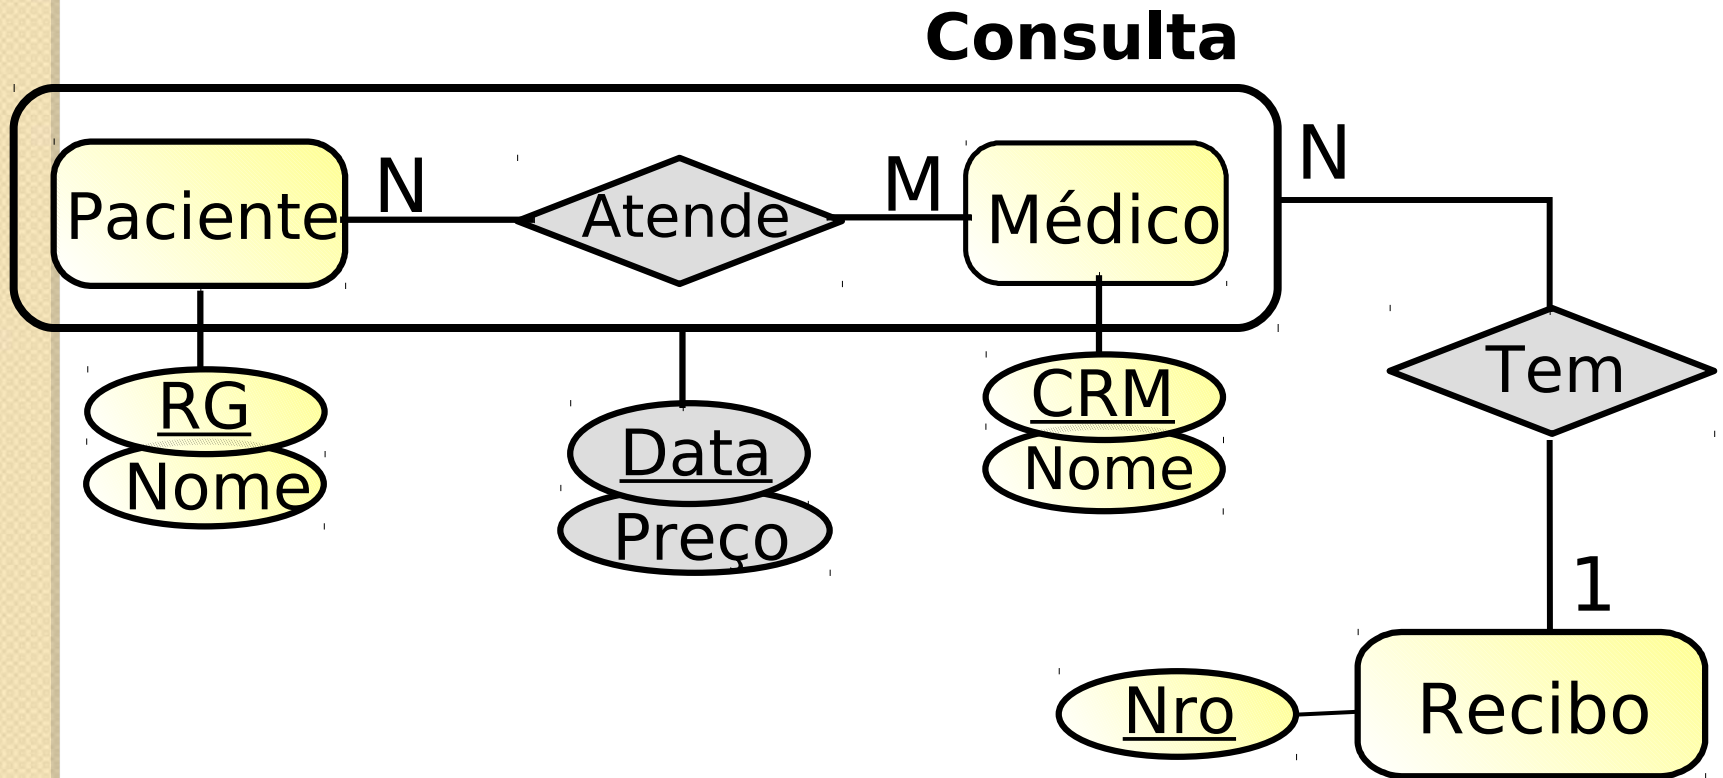 Consulta
Paciente
N
Atende
M
Médico
N
RG
Nome
Data
Preço
CRM
Nome
Tem
1
Nro
Recibo